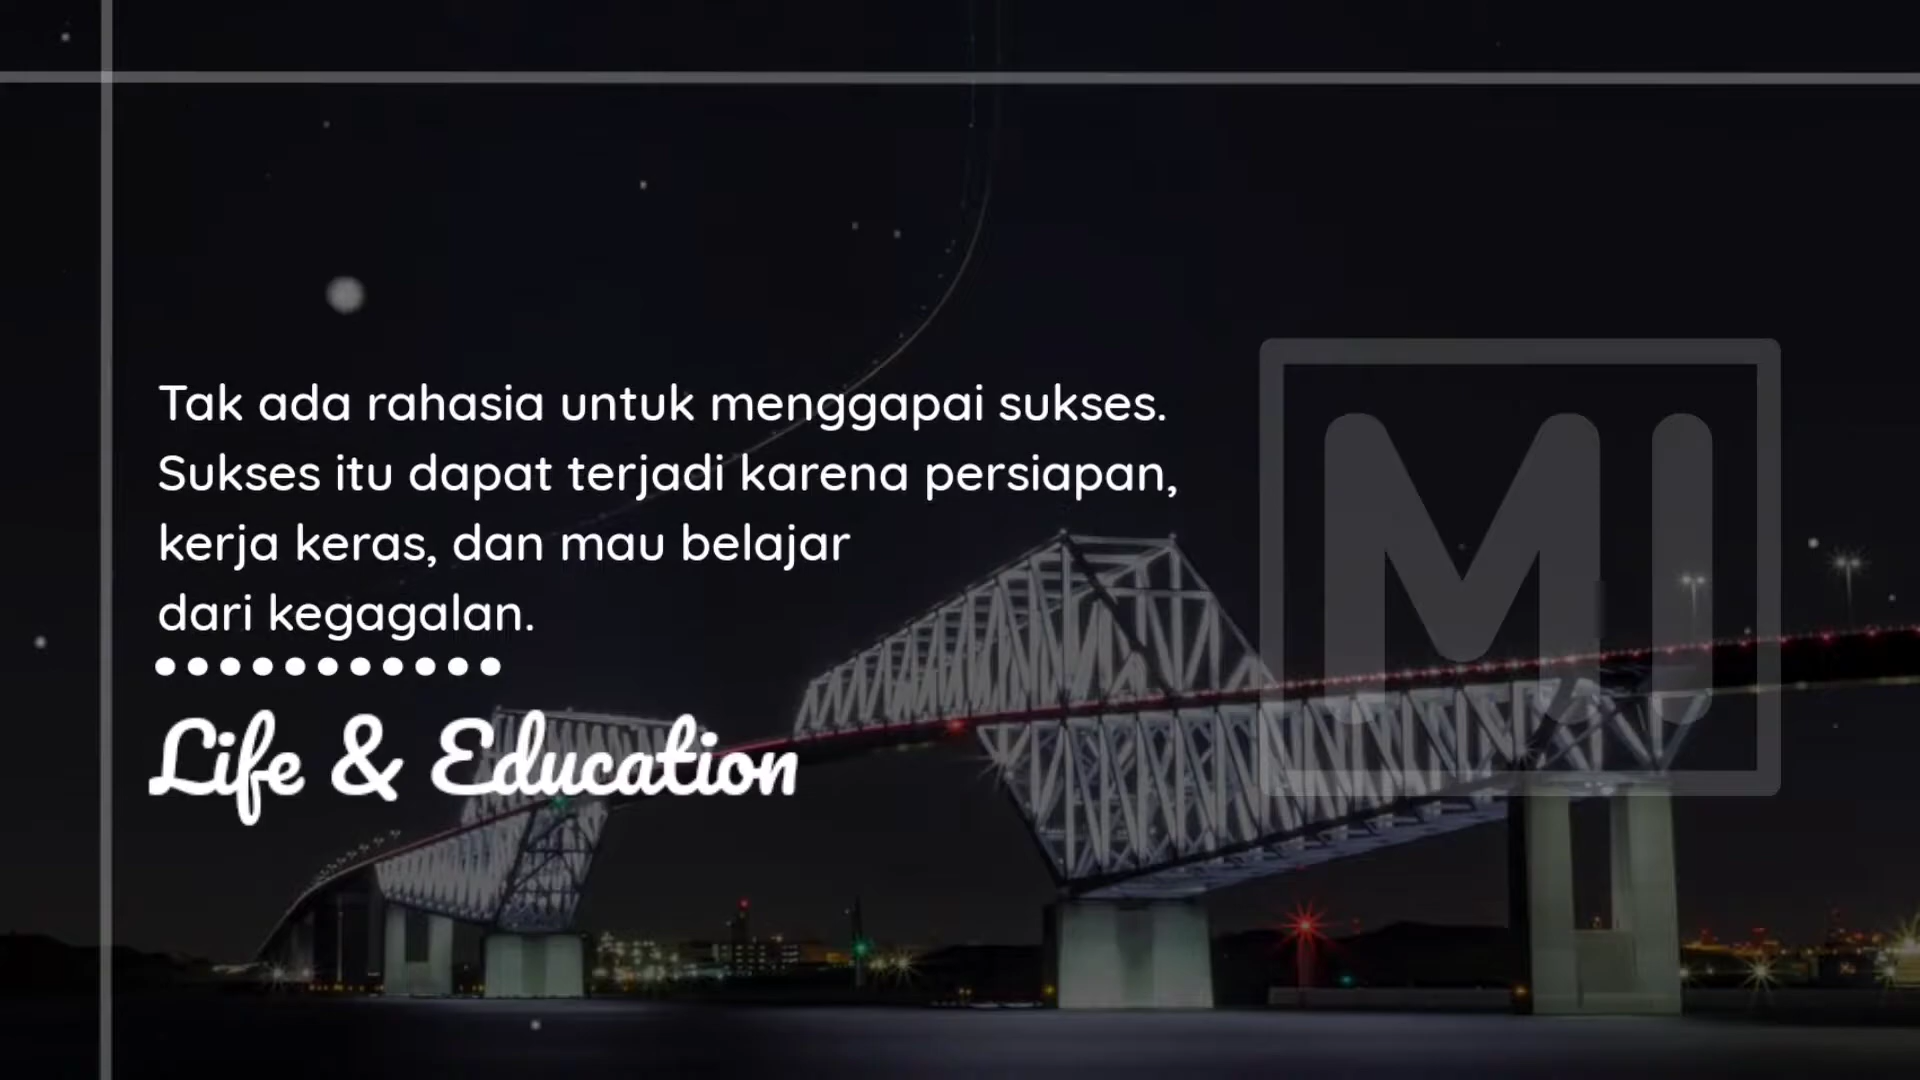 Tak ada rahasia untuk menggapai sukses.
Sukses itu dapat terjadi karena persiapan,
kerja keras, dan mau belajar
dari kegagalan.
Life & Education
MI